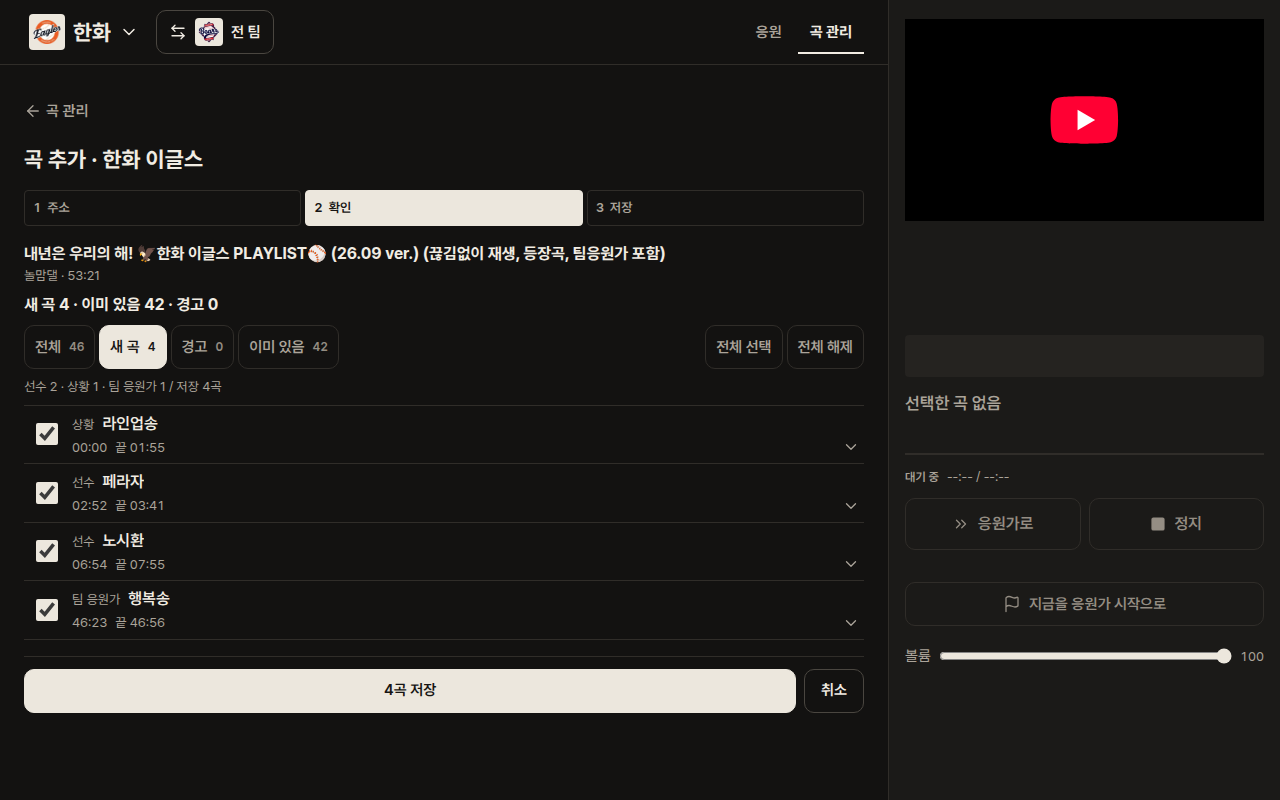 Eagles 한화 전 팀 응원 곡 관리
곡 관리
곡 추가 · 한화 이글스
1 주소 2 확인 3 저장
내년은 우리의 해! 🦅한화 이글스 PLAYLIST⚾ (26.09 ver.) (끊김없이 재생, 등장곡, 팀응원가 포함)
놀맘댈 · 53:21
새 곡 4 · 이미 있음 42 · 경고 0
전체 46 새 곡 4 경고 0 이미 있음 42 전체 선택 전체 해제
선수 2 · 상황 1 · 팀 응원가 1 / 저장 4곡
상황 라인업송
00:00 끝 01:55
선수 페라자
02:52 끝 03:41
선수 노시환
06:54 끝 07:55
팀 응원가 행복송
46:23 끝 46:56
4곡 저장 취소
선택한 곡 없음
대기 중 --:-- / --:--
응원가로 정지
지금을 응원가 시작으로
볼륨 100